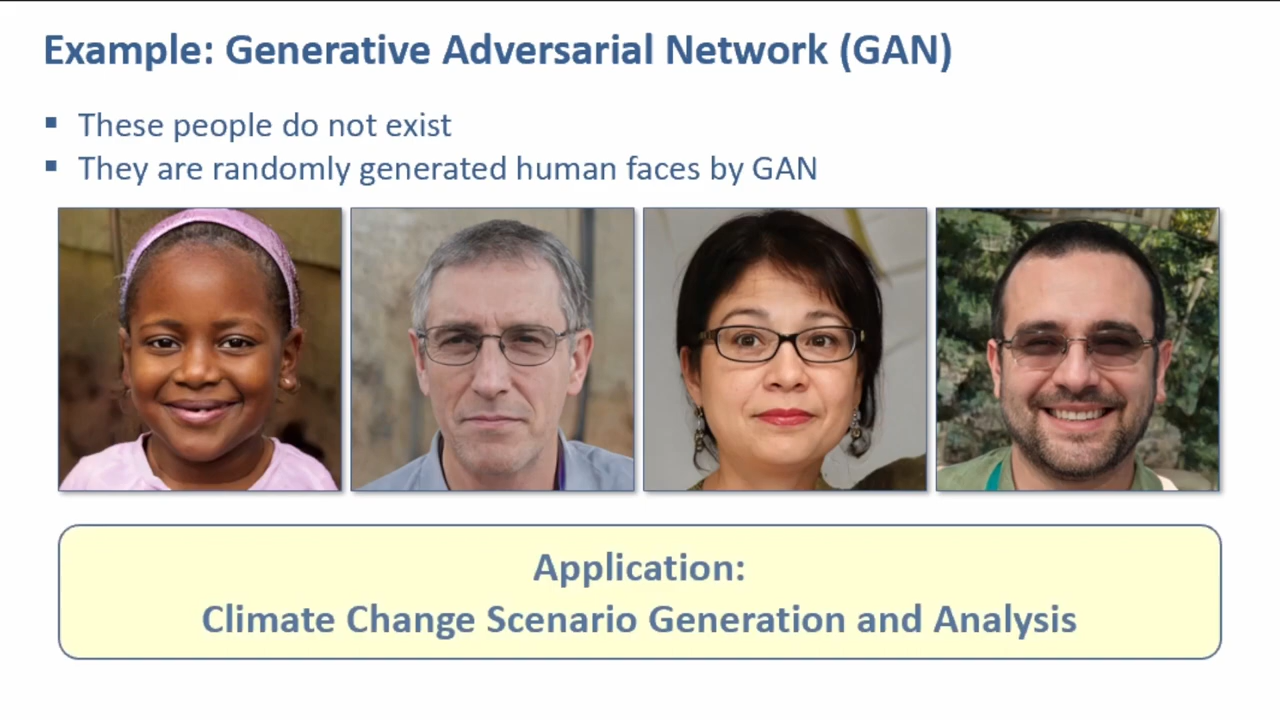 Example: Generative Adversarial Network (GAN)
▪ These people do not exist
▪ They are randomly generated human faces by GAN
Application:
Climate Change Scenario Generation and Analysis